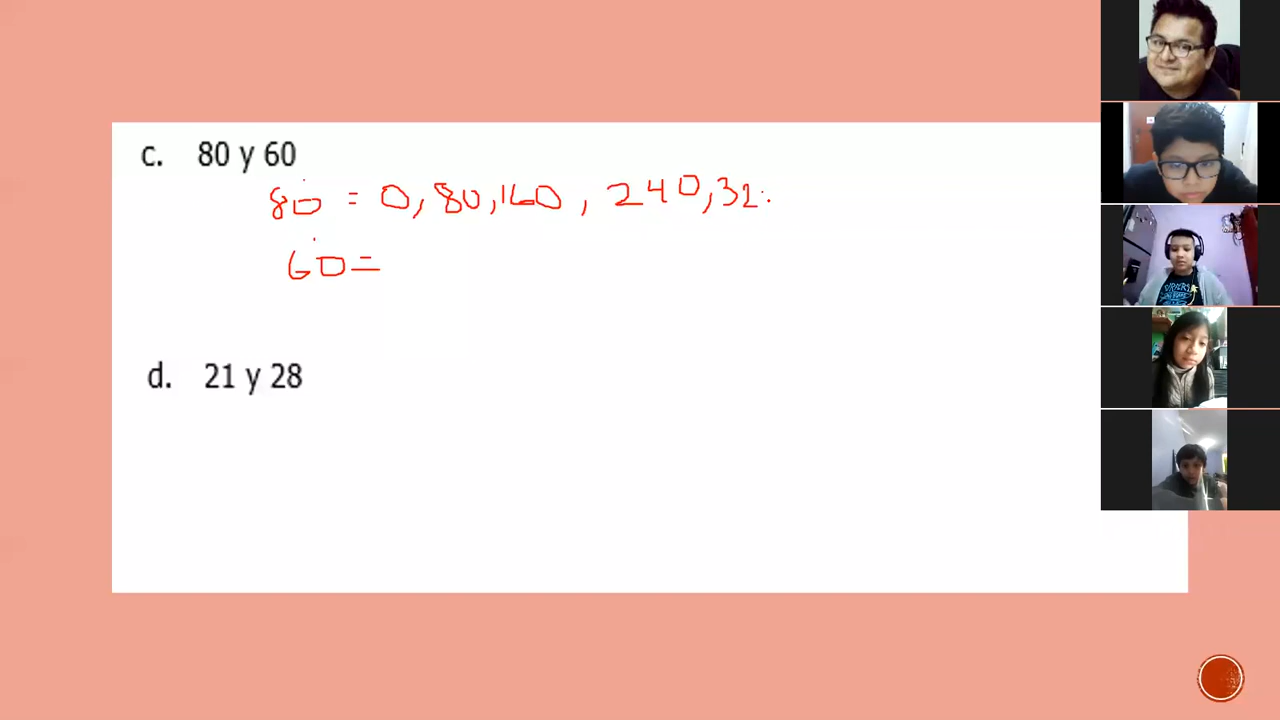 c. 80 y 60
80 = 0, 80, 160, 240, 32
60 =
d. 21 y 28